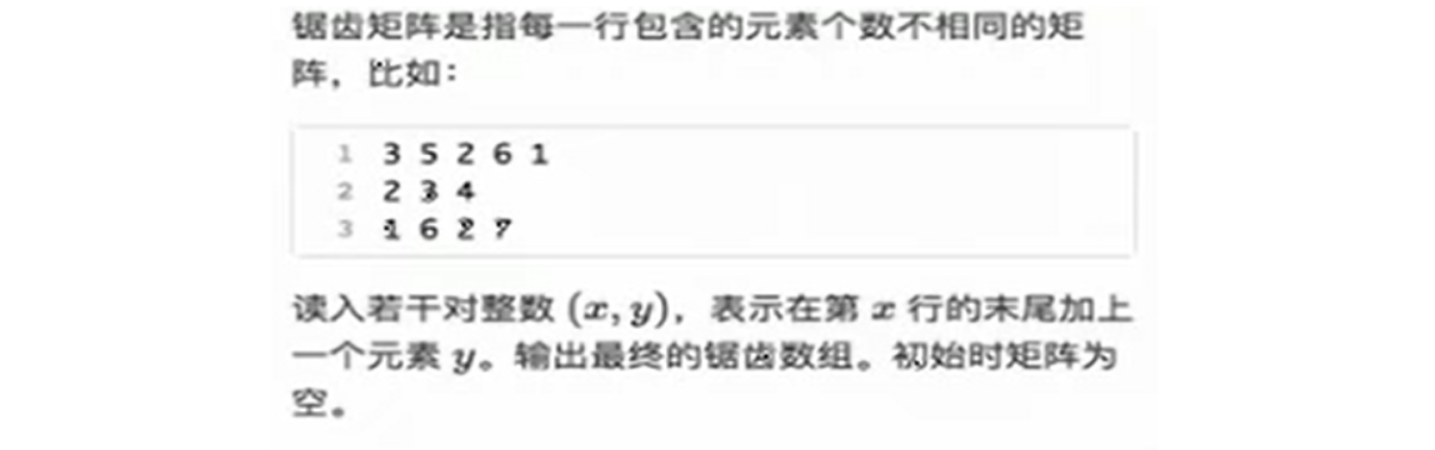 锯齿矩阵是指每一行包含的元素个数不相同的矩
阵，比如：
1 3 5 2 6 1
2 2 3 4
3 1 6 2 7
读入若干对整数 (x, y)，表示在第 x 行的末尾加上
一个元素 y。输出最终的锯齿数组。初始时矩阵为
空。